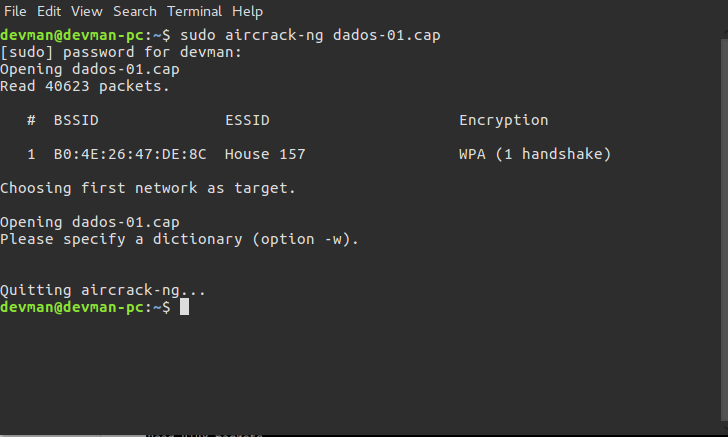 File Edit View Search Terminal Help
devman@devman-pc:~$ sudo aircrack-ng dados-01.cap
[sudo] password for devman:
Opening dados-01.cap
Read 40623 packets.
# BSSID ESSID Encryption
1 B0:4E:26:47:DE:8C House 157 WPA (1 handshake)
Choosing first network as target.
Opening dados-01.cap
Please specify a dictionary (option -w).
Quitting aircrack-ng...
devman@devman-pc:~$